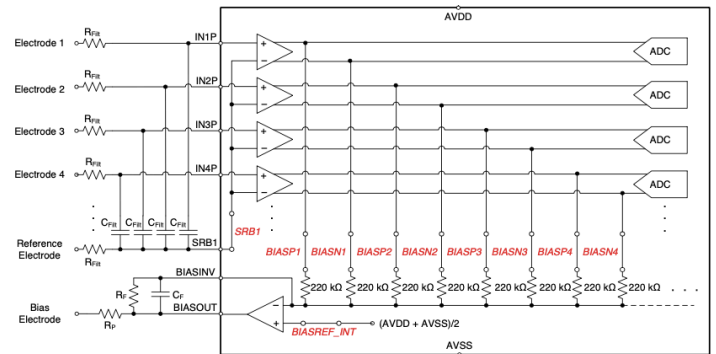 AVDD
Electrode 1
RFilt
IN1P
ADC
Electrode 2
RFilt
IN2P
ADC
Electrode 3
RFilt
IN3P
ADC
Electrode 4
RFilt
IN4P
ADC
CFilt CFilt CFilt CFilt
SRB1
Reference
Electrode
RFilt
SRB1
BIASP1 BIASN1 BIASP2 BIASN2 BIASP3 BIASN3 BIASP4 BIASN4
BIASINV
220 kΩ 220 kΩ 220 kΩ 220 kΩ 220 kΩ 220 kΩ 220 kΩ 220 kΩ
RF
CF
Bias
Electrode
RP
BIASOUT
BIASREF_INT
(AVDD + AVSS)/2
AVSS